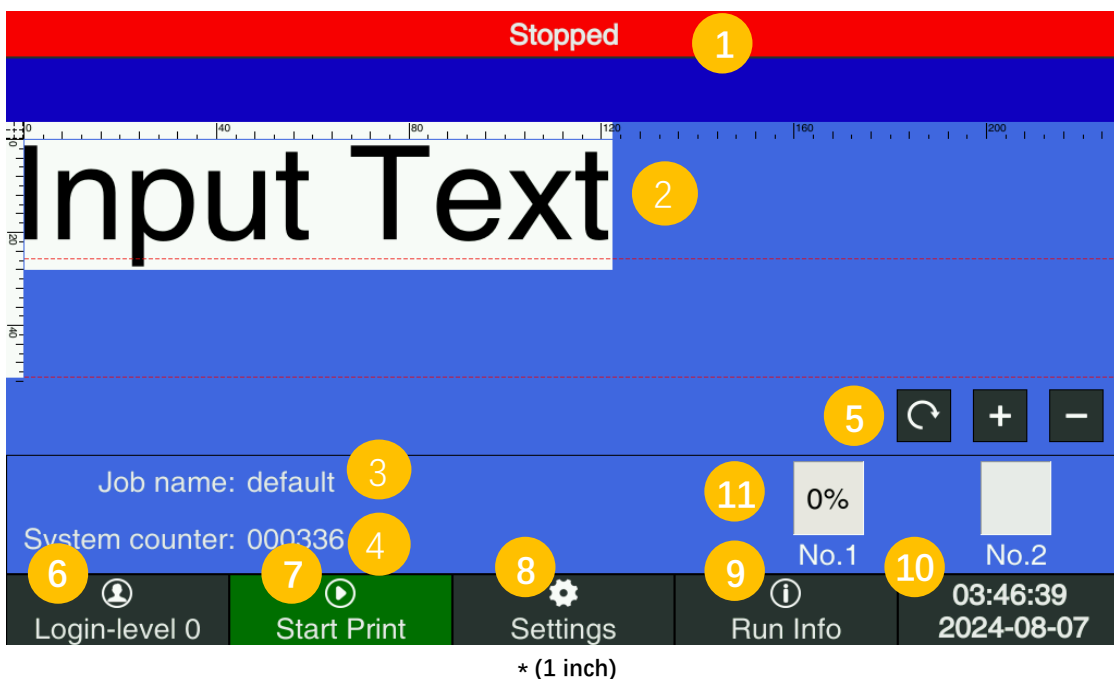 Stopped
1
0 40 80 120 160 200
Input Text
2
0
20
40
5
+ −
Job name: default
3
11
0%
System counter: 000336
4
No.1 No.2
6 7 8 9 10
Login-level 0
Start Print
Settings
Run Info
03:46:39
2024-08-07
* (1 inch)